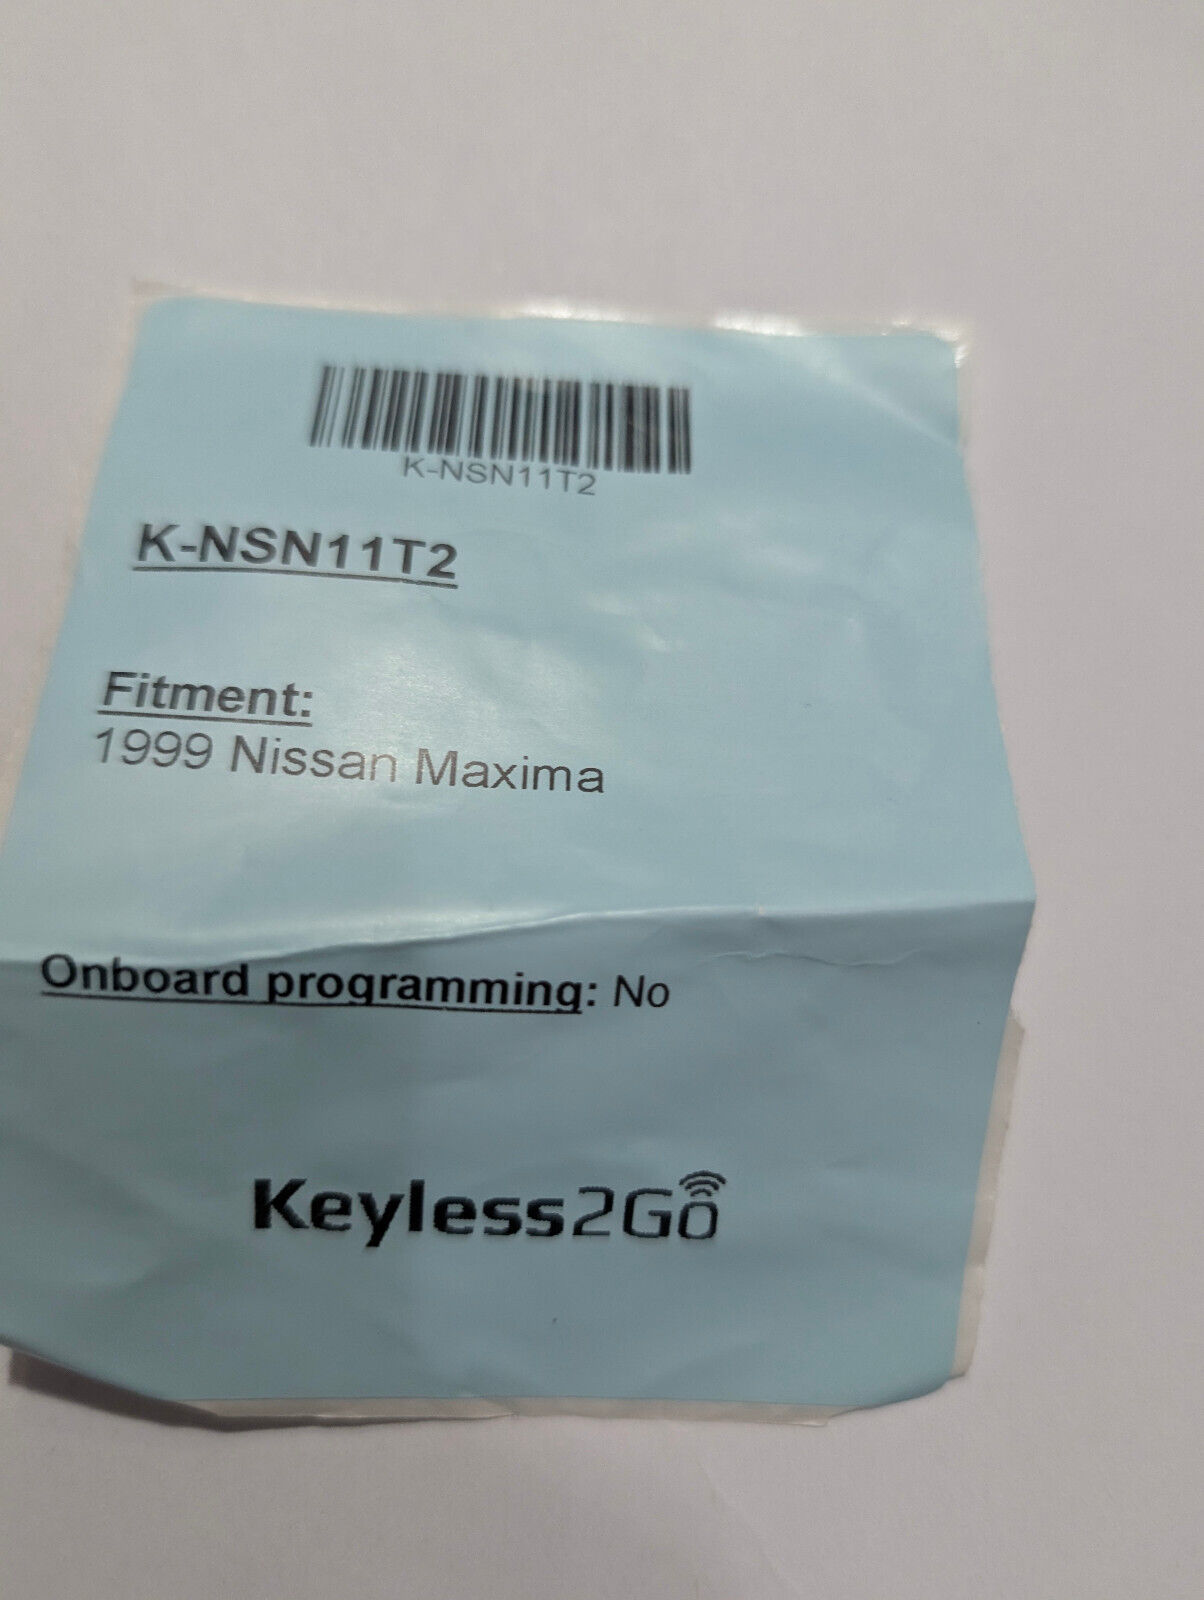 K-NSN11T2
K-NSN11T2
Fitment:
1999 Nissan Maxima
Onboard programming: No
Keyless2Go